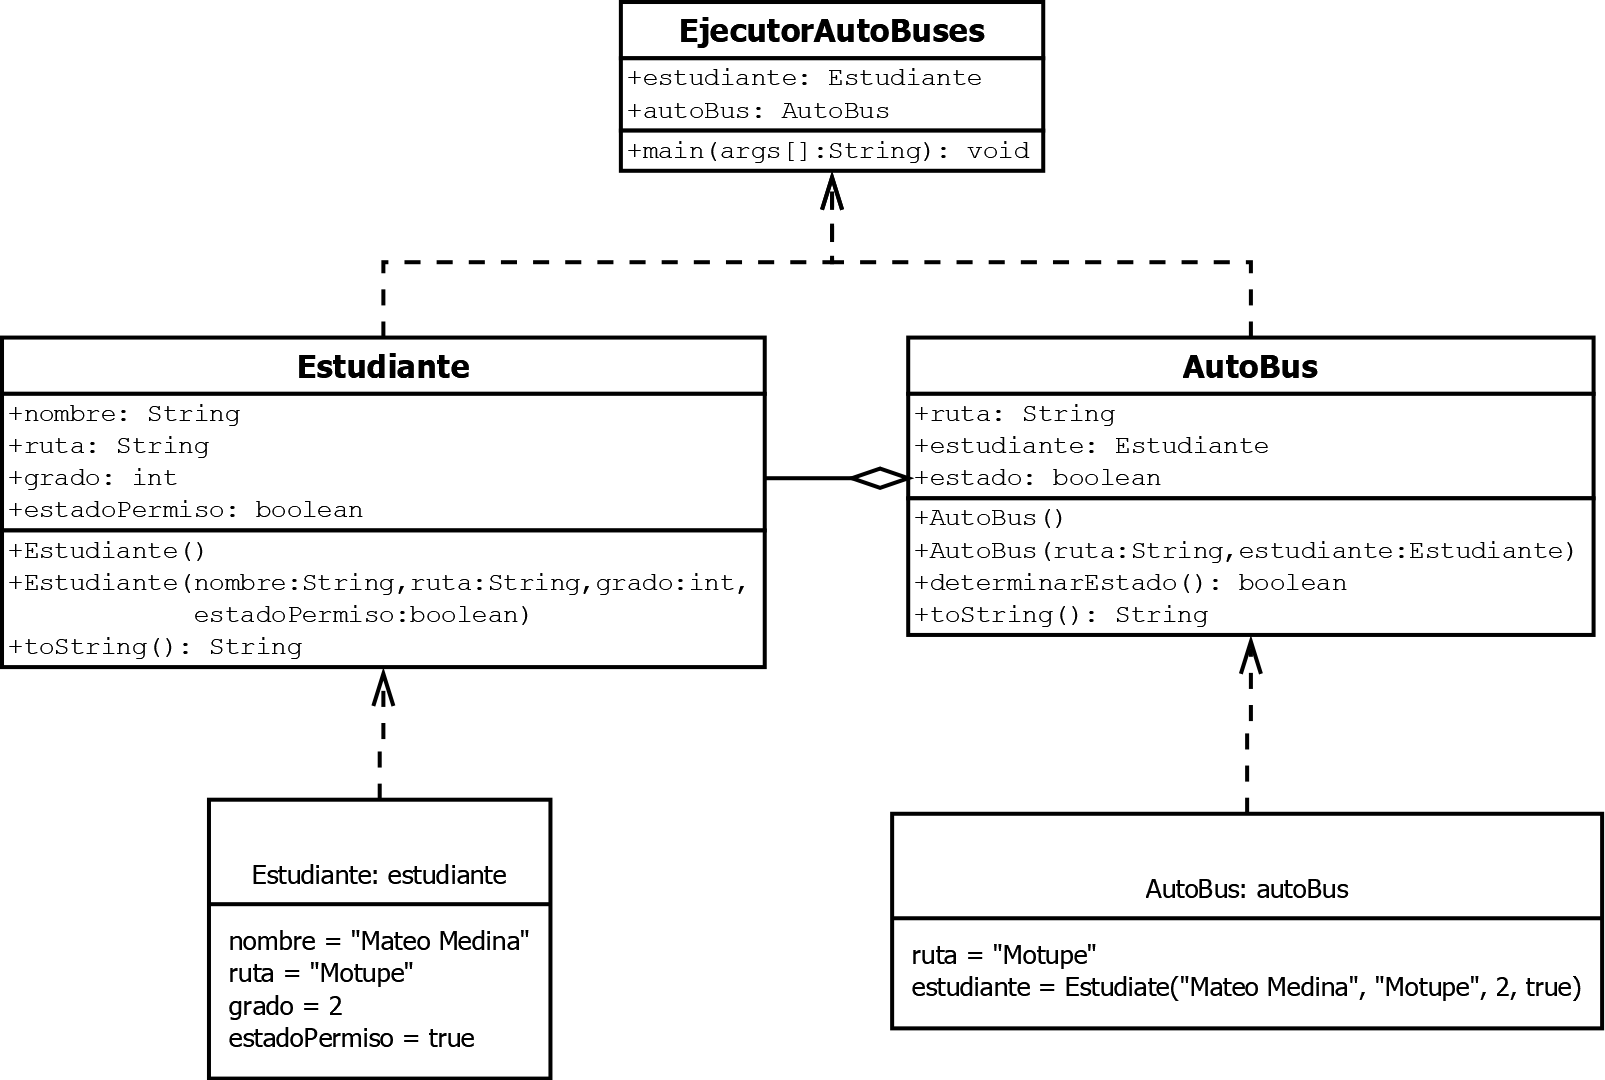 EjecutorAutoBuses
+estudiante: Estudiante
+autoBus: AutoBus
+main(args[]:String): void
Estudiante
+nombre: String
+ruta: String
+grado: int
+estadoPermiso: boolean
+Estudiante()
+Estudiante(nombre:String,ruta:String,grado:int,
estadoPermiso:boolean)
+toString(): String
AutoBus
+ruta: String
+estudiante: Estudiante
+estado: boolean
+AutoBus()
+AutoBus(ruta:String,estudiante:Estudiante)
+determinarEstado(): boolean
+toString(): String
Estudiante: estudiante
nombre = "Mateo Medina"
ruta = "Motupe"
grado = 2
estadoPermiso = true
AutoBus: autoBus
ruta = "Motupe"
estudiante = Estudiate("Mateo Medina", "Motupe", 2, true)